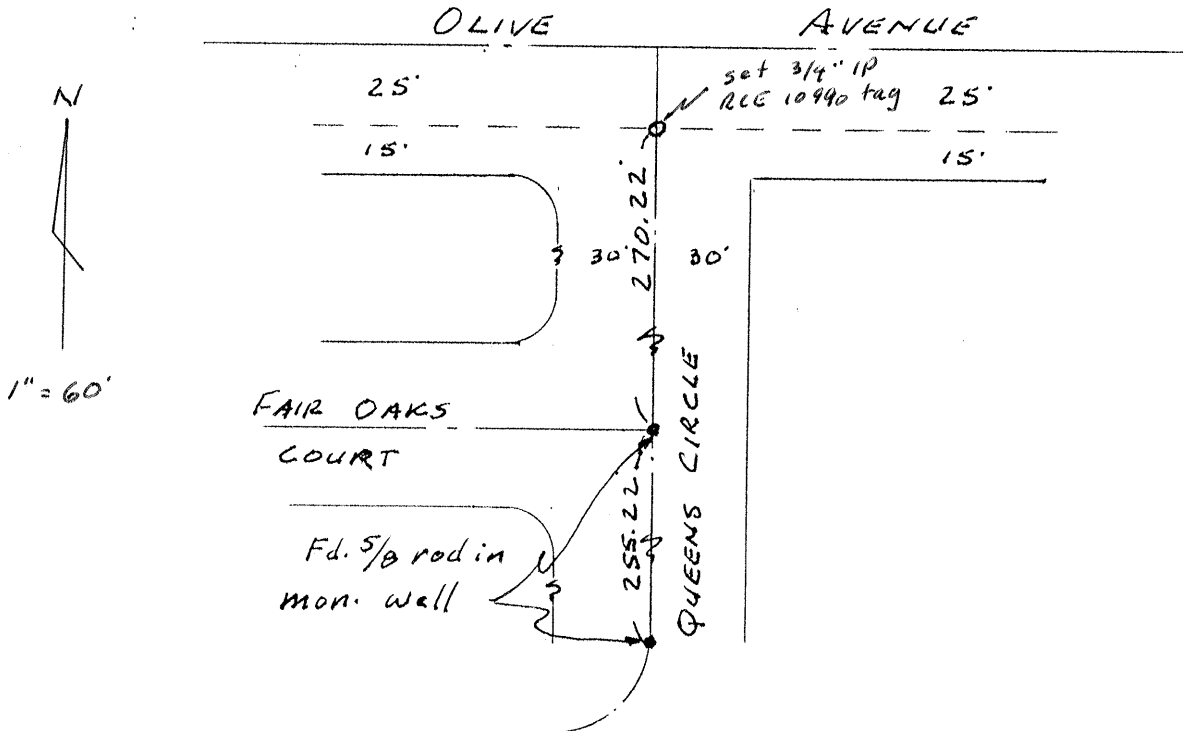 OLIVE AVENUE
N
25'
set 3/4" IP
RCE 10990 tag
25'
15'
15'
30'
270.22'
30'
1" = 60'
FAIR OAKS
COURT
QUEENS CIRCLE
255.22
Fd. 5/8 rod in
mon. well